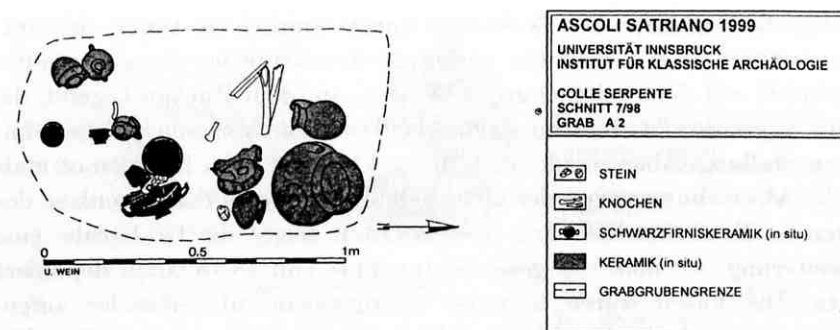 ASCOLI SATRIANO 1999
UNIVERSITÄT INNSBRUCK
INSTITUT FÜR KLASSISCHE ARCHÄOLOGIE
COLLE SERPENTE
SCHNITT 7/98
GRAB A 2
STEIN
KNOCHEN
SCHWARZFIRNISKERAMIK (in situ)
KERAMIK (in situ)
GRABGRUBENGRENZE
0 0.5 1m
U. WEIN